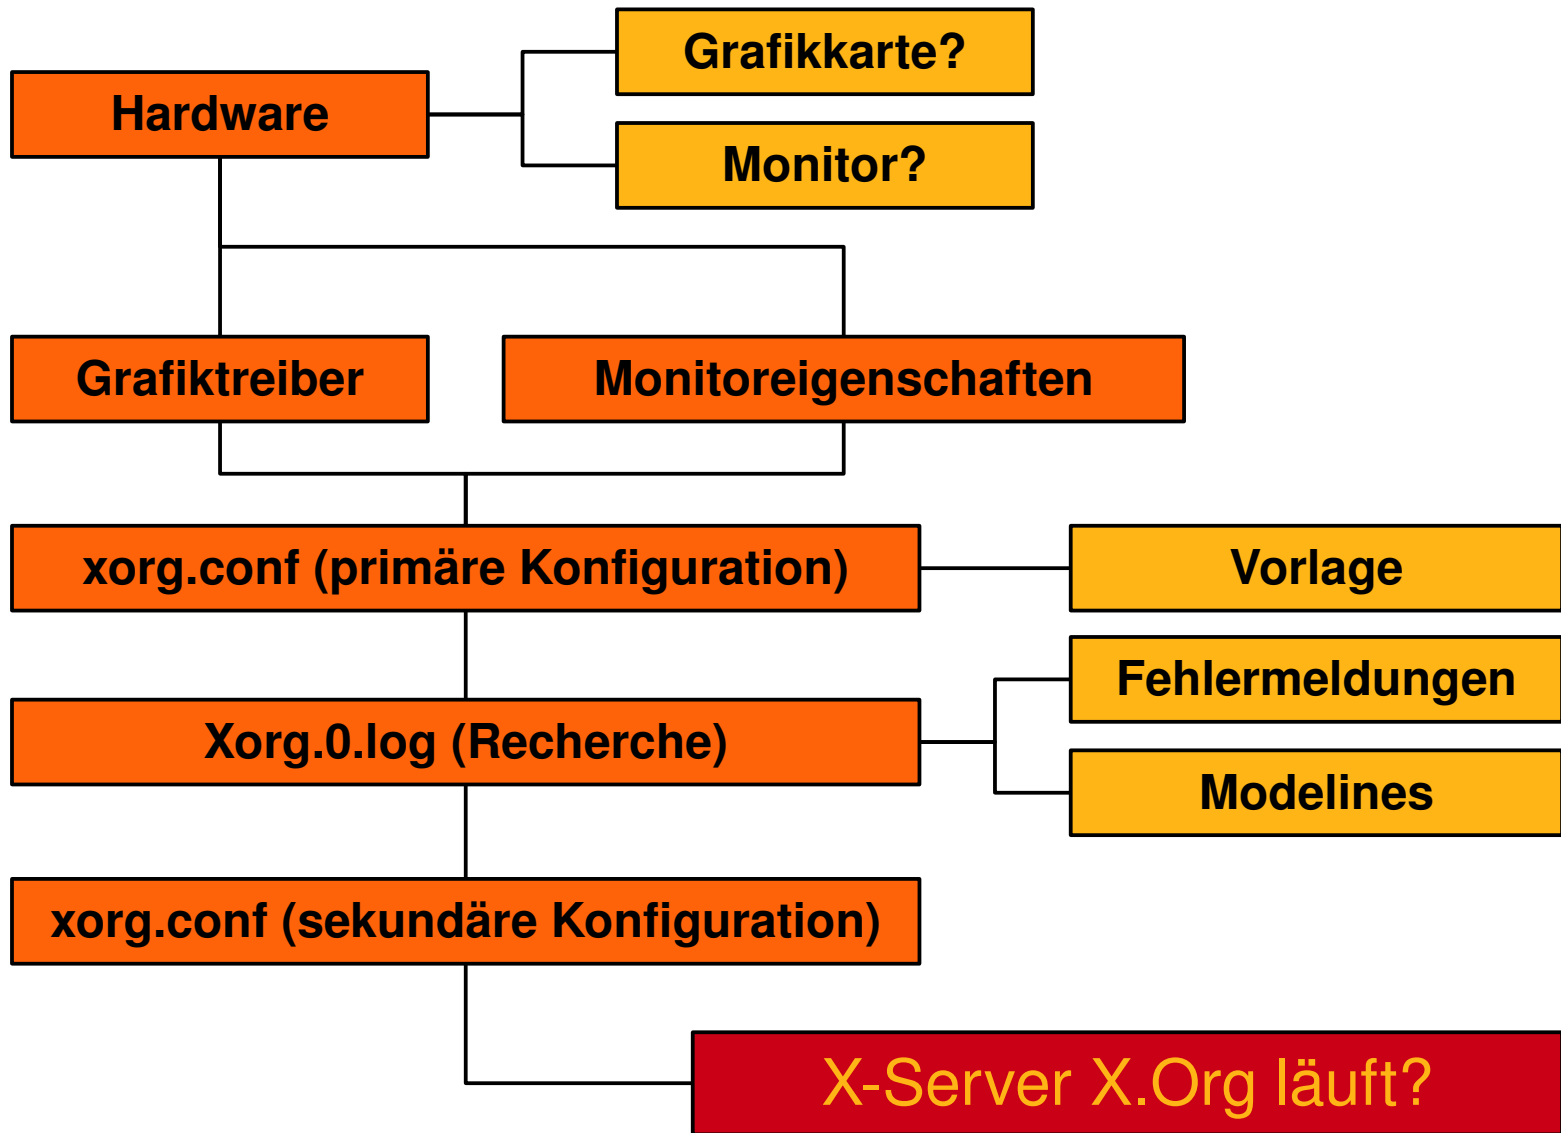 Grafikkarte?
Hardware
Monitor?
Grafiktreiber
Monitoreigenschaften
xorg.conf (primäre Konfiguration)
Vorlage
Fehlermeldungen
Xorg.0.log (Recherche)
Modelines
xorg.conf (sekundäre Konfiguration)
X-Server X.Org läuft?